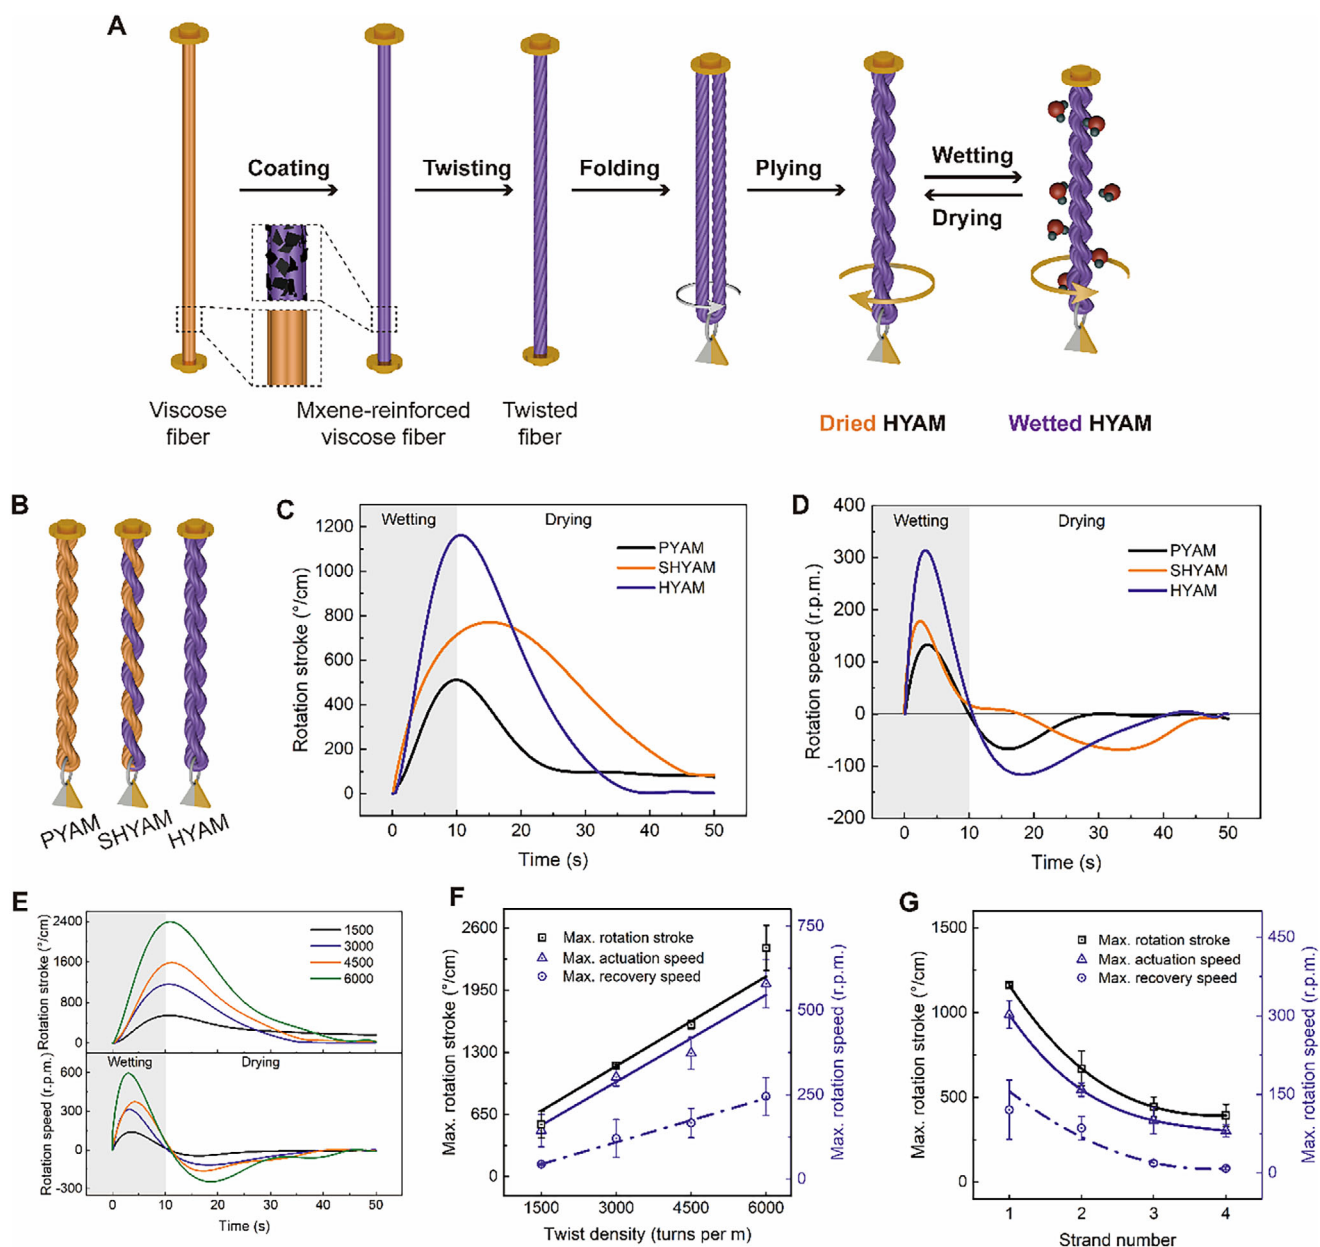 A
Coating
Twisting
Folding
Plying
Wetting
Drying
Viscose
fiber
Mxene-reinforced
viscose fiber
Twisted
fiber
Dried HYAM
Wetted HYAM
B
PYAM
SHYAM
HYAM
C
Wetting
Drying
PYAM
SHYAM
HYAM
1200
1000
800
600
400
200
0
Rotation stroke (°/cm)
0 10 20 30 40 50
Time (s)
D
Wetting
Drying
PYAM
SHYAM
HYAM
400
300
200
100
0
-100
-200
Rotation speed (r.p.m.)
0 10 20 30 40 50
Time (s)
E
2400
1600
800
0
Rotation stroke (°/cm)
1500
3000
4500
6000
Wetting
Drying
600
300
0
-300
Rotation speed (r.p.m.)
0 10 20 30 40 50
Time (s)
F
2600
1950
1300
650
0
Max. rotation stroke (°/cm)
Max. rotation stroke
Max. actuation speed
Max. recovery speed
750
500
250
0
Max. rotation speed (r.p.m.)
1500 3000 4500 6000
Twist density (turns per m)
G
1500
1000
500
0
Max. rotation stroke (°/cm)
Max. rotation stroke
Max. actuation speed
Max. recovery speed
450
300
150
0
Max. rotation speed (r.p.m.)
1 2 3 4
Strand number